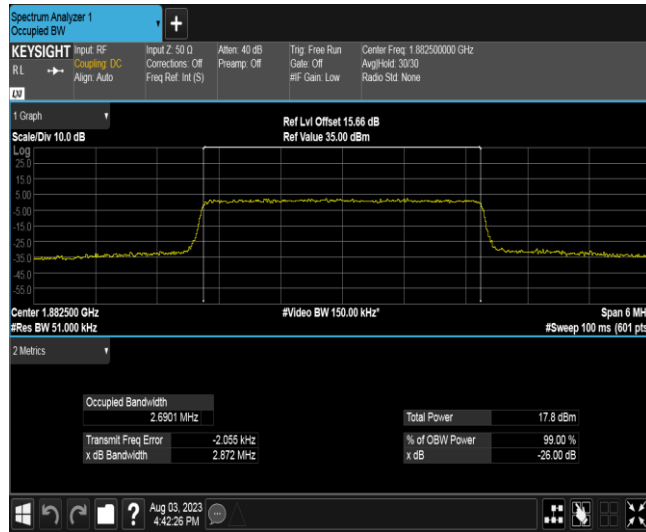 Spectrum Analyzer 1
Occupied BW
+
KEYSIGHT
RL
LXI
Input: RF
Coupling: DC
Align: Auto
Input Z: 50 Ω
Corrections: Off
Freq Ref: Int (S)
Atten: 40 dB
Preamp: Off
Trig: Free Run
Gate: Off
#IF Gain: Low
Center Freq: 1.882500000 GHz
Avg|Hold: 30/30
Radio Std: None
1 Graph
Scale/Div 10.0 dB
Ref Lvl Offset 15.66 dB
Ref Value 35.00 dBm
Log
25.0
15.0
5.00
-5.00
-15.0
-25.0
-35.0
-45.0
-55.0
Center 1.882500 GHz
#Res BW 51.000 kHz
#Video BW 150.00 kHz*
Span 6 MH
#Sweep 100 ms (601 pts
2 Metrics
Occupied Bandwidth
2.6901 MHz
Transmit Freq Error -2.055 kHz
x dB Bandwidth 2.872 MHz
Total Power 17.8 dBm
% of OBW Power 99.00 %
x dB -26.00 dB
?
Aug 03, 2023
4:42:26 PM